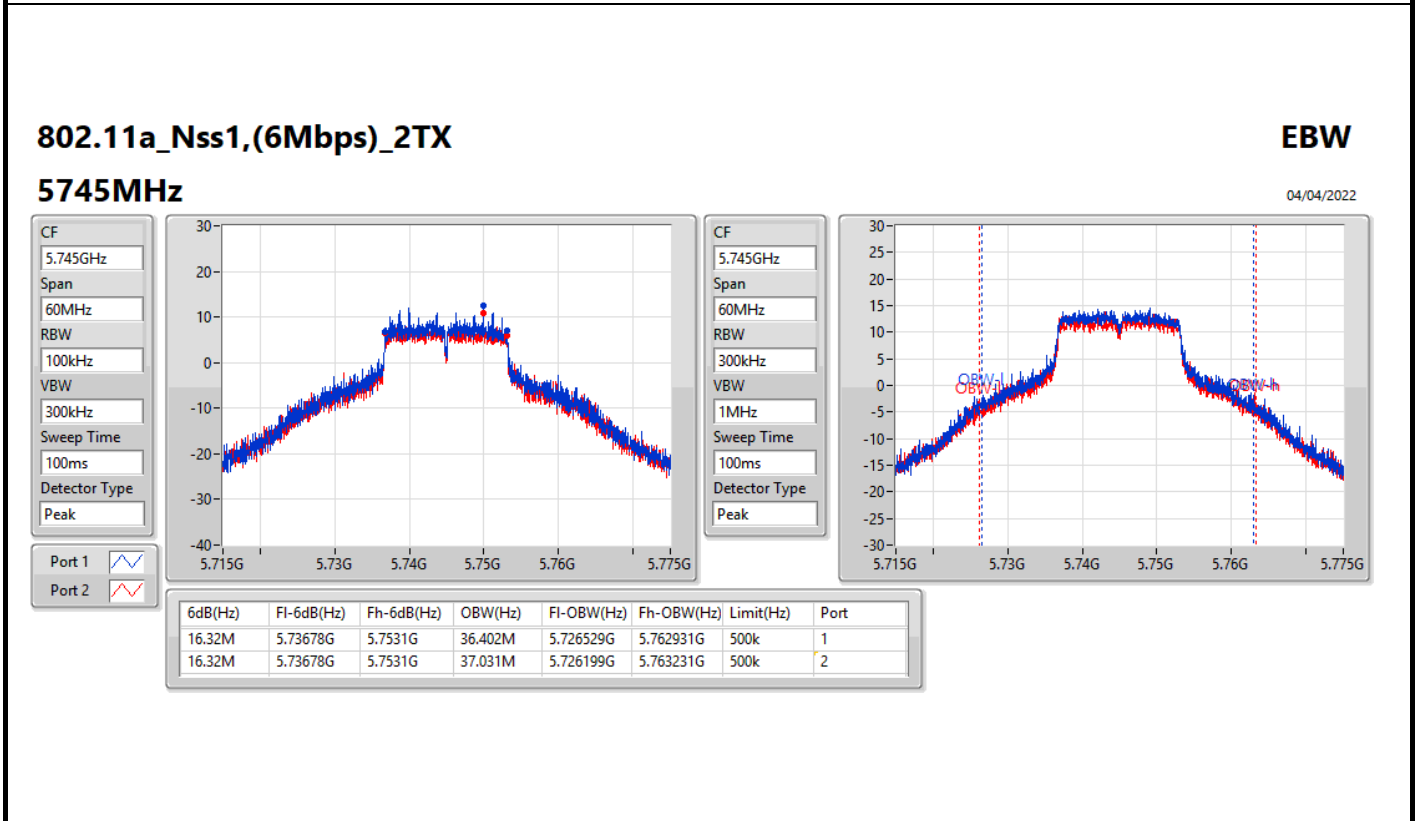 802.11a_Nss1,(6Mbps)_2TX
EBW
5745MHz
04/04/2022
CF
5.745GHz
Span
60MHz
RBW
100kHz
VBW
300kHz
Sweep Time
100ms
Detector Type
Peak
Port 1
Port 2
30
20
10
0
-10
-20
-30
-40
5.715G 5.73G 5.74G 5.75G 5.76G 5.775G
CF
5.745GHz
Span
60MHz
RBW
300kHz
VBW
1MHz
Sweep Time
100ms
Detector Type
Peak
30
25
20
15
10
5
0
-5
-10
-15
-20
-25
-30
OBW-l
OBW-l
OBW-h
OBW-h
5.715G 5.73G 5.74G 5.75G 5.76G 5.775G
6dB(Hz) Fl-6dB(Hz) Fh-6dB(Hz) OBW(Hz) Fl-OBW(Hz) Fh-OBW(Hz) Limit(Hz) Port
16.32M 5.73678G 5.7531G 36.402M 5.726529G 5.762931G 500k 1
16.32M 5.73678G 5.7531G 37.031M 5.726199G 5.763231G 500k 2